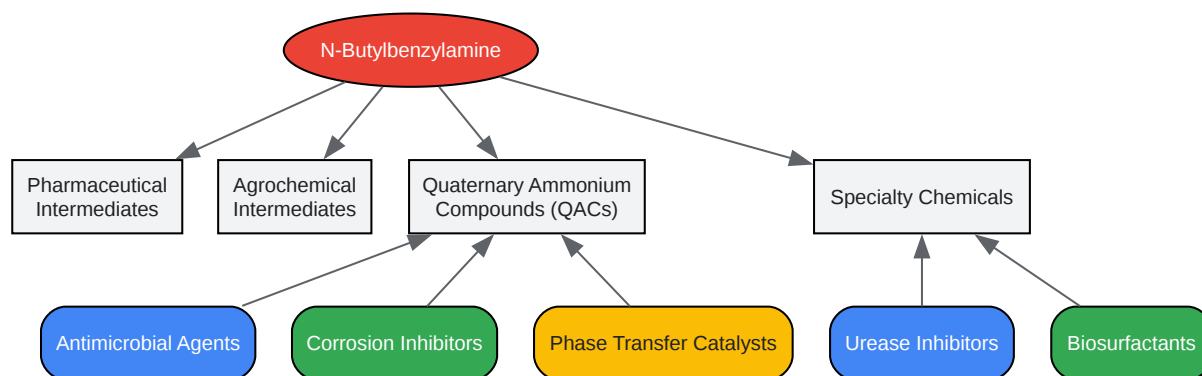 N-Butylbenzylamine
Pharmaceutical
Intermediates
Agrochemical
Intermediates
Quaternary Ammonium
Compounds (QACs)
Specialty Chemicals
Antimicrobial Agents
Corrosion Inhibitors
Phase Transfer Catalysts
Urease Inhibitors
Biosurfactants